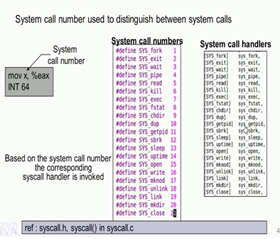 System call number used to distinguish between system calls
System
call number
mov x, %eax
INT 64
System call numbers
#define SYS_fork 1
#define SYS_exit 2
#define SYS_wait 3
#define SYS_pipe 4
#define SYS_read 5
#define SYS_kill 6
#define SYS_exec 7
#define SYS_fstat 8
#define SYS_chdir 9
#define SYS_dup 10
#define SYS_getpid 11
#define SYS_sbrk 12
#define SYS_sleep 13
#define SYS_uptime 14
#define SYS_open 15
#define SYS_write 16
#define SYS_mknod 17
#define SYS_unlink 18
#define SYS_link 19
#define SYS_mkdir 20
#define SYS_close
System call handlers
[SYS_fork] sys_fork,
[SYS_exit] sys_exit,
[SYS_wait] sys_wait,
[SYS_pipe] sys_pipe,
[SYS_read] sys_read,
[SYS_kill] sys_kill,
[SYS_exec] sys_exec,
[SYS_fstat] sys_fstat,
[SYS_chdir] sys_chdir,
[SYS_dup] sys_dup,
[SYS_getpid] sys_getpid,
[SYS_sbrk] sys_sbrk,
[SYS_sleep] sys_sleep,
[SYS_uptime] sys_uptime,
[SYS_open] sys_open,
[SYS_write] sys_write,
[SYS_mknod] sys_mknod,
[SYS_unlink] sys_unlink,
[SYS_link] sys_link,
[SYS_mkdir] sys_mkdir,
[SYS_close] sys_close,
Based on the system call number
the corresponding
syscall handler is invoked
ref : syscall.h, syscall() in syscall.c